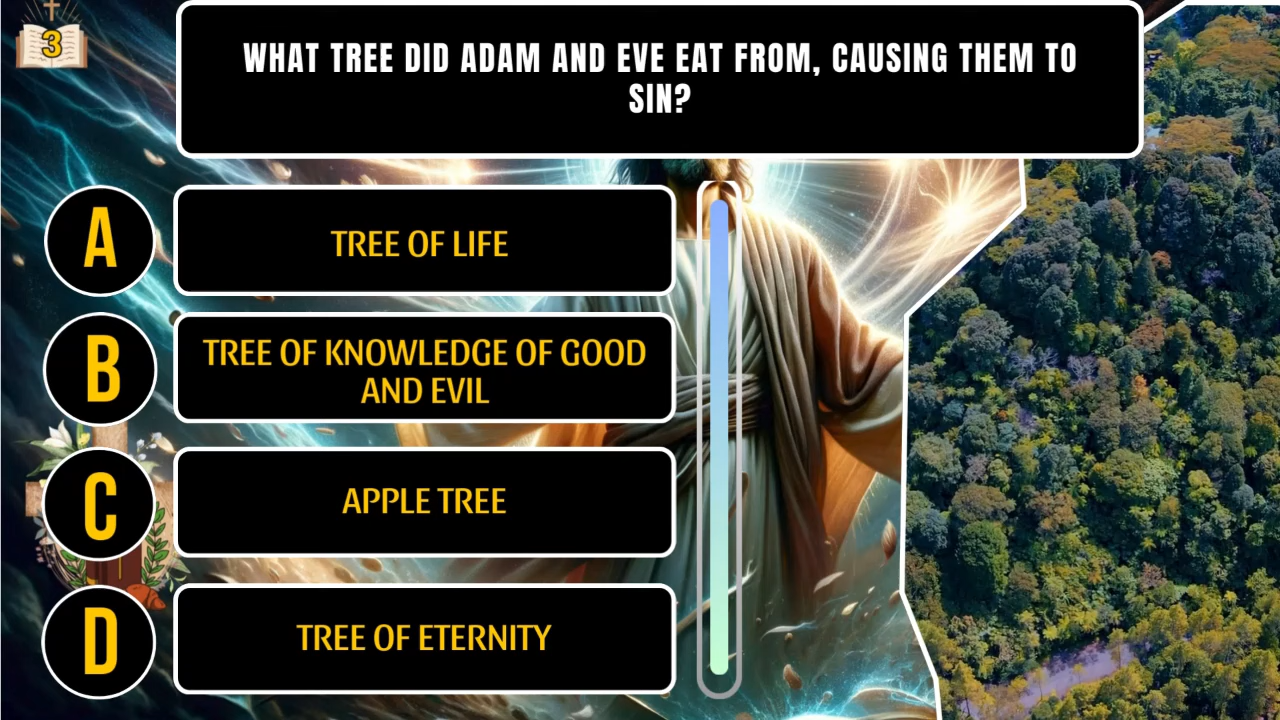 3
WHAT TREE DID ADAM AND EVE EAT FROM, CAUSING THEM TO
SIN?
A
TREE OF LIFE
B
TREE OF KNOWLEDGE OF GOOD
AND EVIL
C
APPLE TREE
D
TREE OF ETERNITY